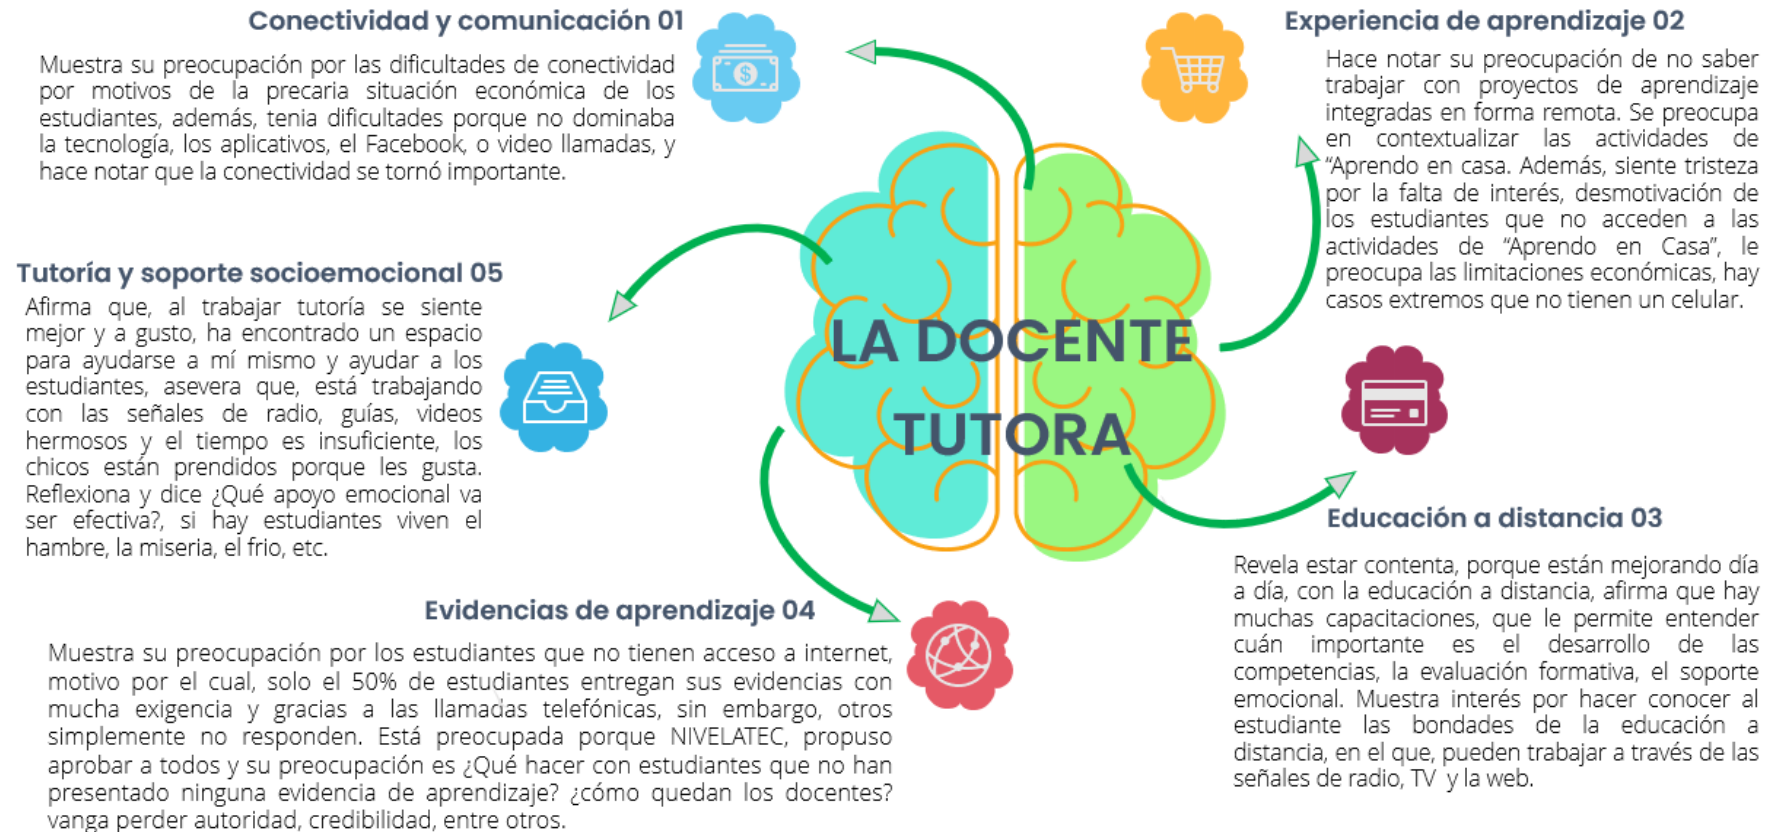 Conectividad y comunicación 01
Muestra su preocupación por las dificultades de conectividad
por motivos de la precaria situación económica de los
estudiantes, además, tenia dificultades porque no dominaba
la tecnología, los aplicativos, el Facebook, o video llamadas, y
hace notar que la conectividad se tornó importante.
Experiencia de aprendizaje 02
Hace notar su preocupación de no saber
trabajar con proyectos de aprendizaje
integradas en forma remota. Se preocupa
en contextualizar las actividades de
“Aprendo en casa. Además, siente tristeza
por la falta de interés, desmotivación de
los estudiantes que no acceden a las
actividades de “Aprendo en Casa”, le
preocupa las limitaciones económicas, hay
casos extremos que no tienen un celular.
LA DOCENTE
TUTORA
Educación a distancia 03
Revela estar contenta, porque están mejorando día
a día, con la educación a distancia, afirma que hay
muchas capacitaciones, que le permite entender
cuán importante es el desarrollo de las
competencias, la evaluación formativa, el soporte
emocional. Muestra interés por hacer conocer al
estudiante las bondades de la educación a
distancia, en el que, pueden trabajar a través de las
señales de radio, TV y la web.
Evidencias de aprendizaje 04
Muestra su preocupación por los estudiantes que no tienen acceso a internet,
motivo por el cual, solo el 50% de estudiantes entregan sus evidencias con
mucha exigencia y gracias a las llamadas telefónicas, sin embargo, otros
simplemente no responden. Está preocupada porque NIVELATEC, propuso
aprobar a todos y su preocupación es ¿Qué hacer con estudiantes que no han
presentado ninguna evidencia de aprendizaje? ¿cómo quedan los docentes?
vanga perder autoridad, credibilidad, entre otros.
Tutoría y soporte socioemocional 05
Afirma que, al trabajar tutoría se siente
mejor y a gusto, ha encontrado un espacio
para ayudarse a mí mismo y ayudar a los
estudiantes, asevera que, está trabajando
con las señales de radio, guías, videos
hermosos y el tiempo es insuficiente, los
chicos están prendidos porque les gusta.
Reflexiona y dice ¿Qué apoyo emocional va
ser efectiva?, si hay estudiantes viven el
hambre, la miseria, el frio, etc.